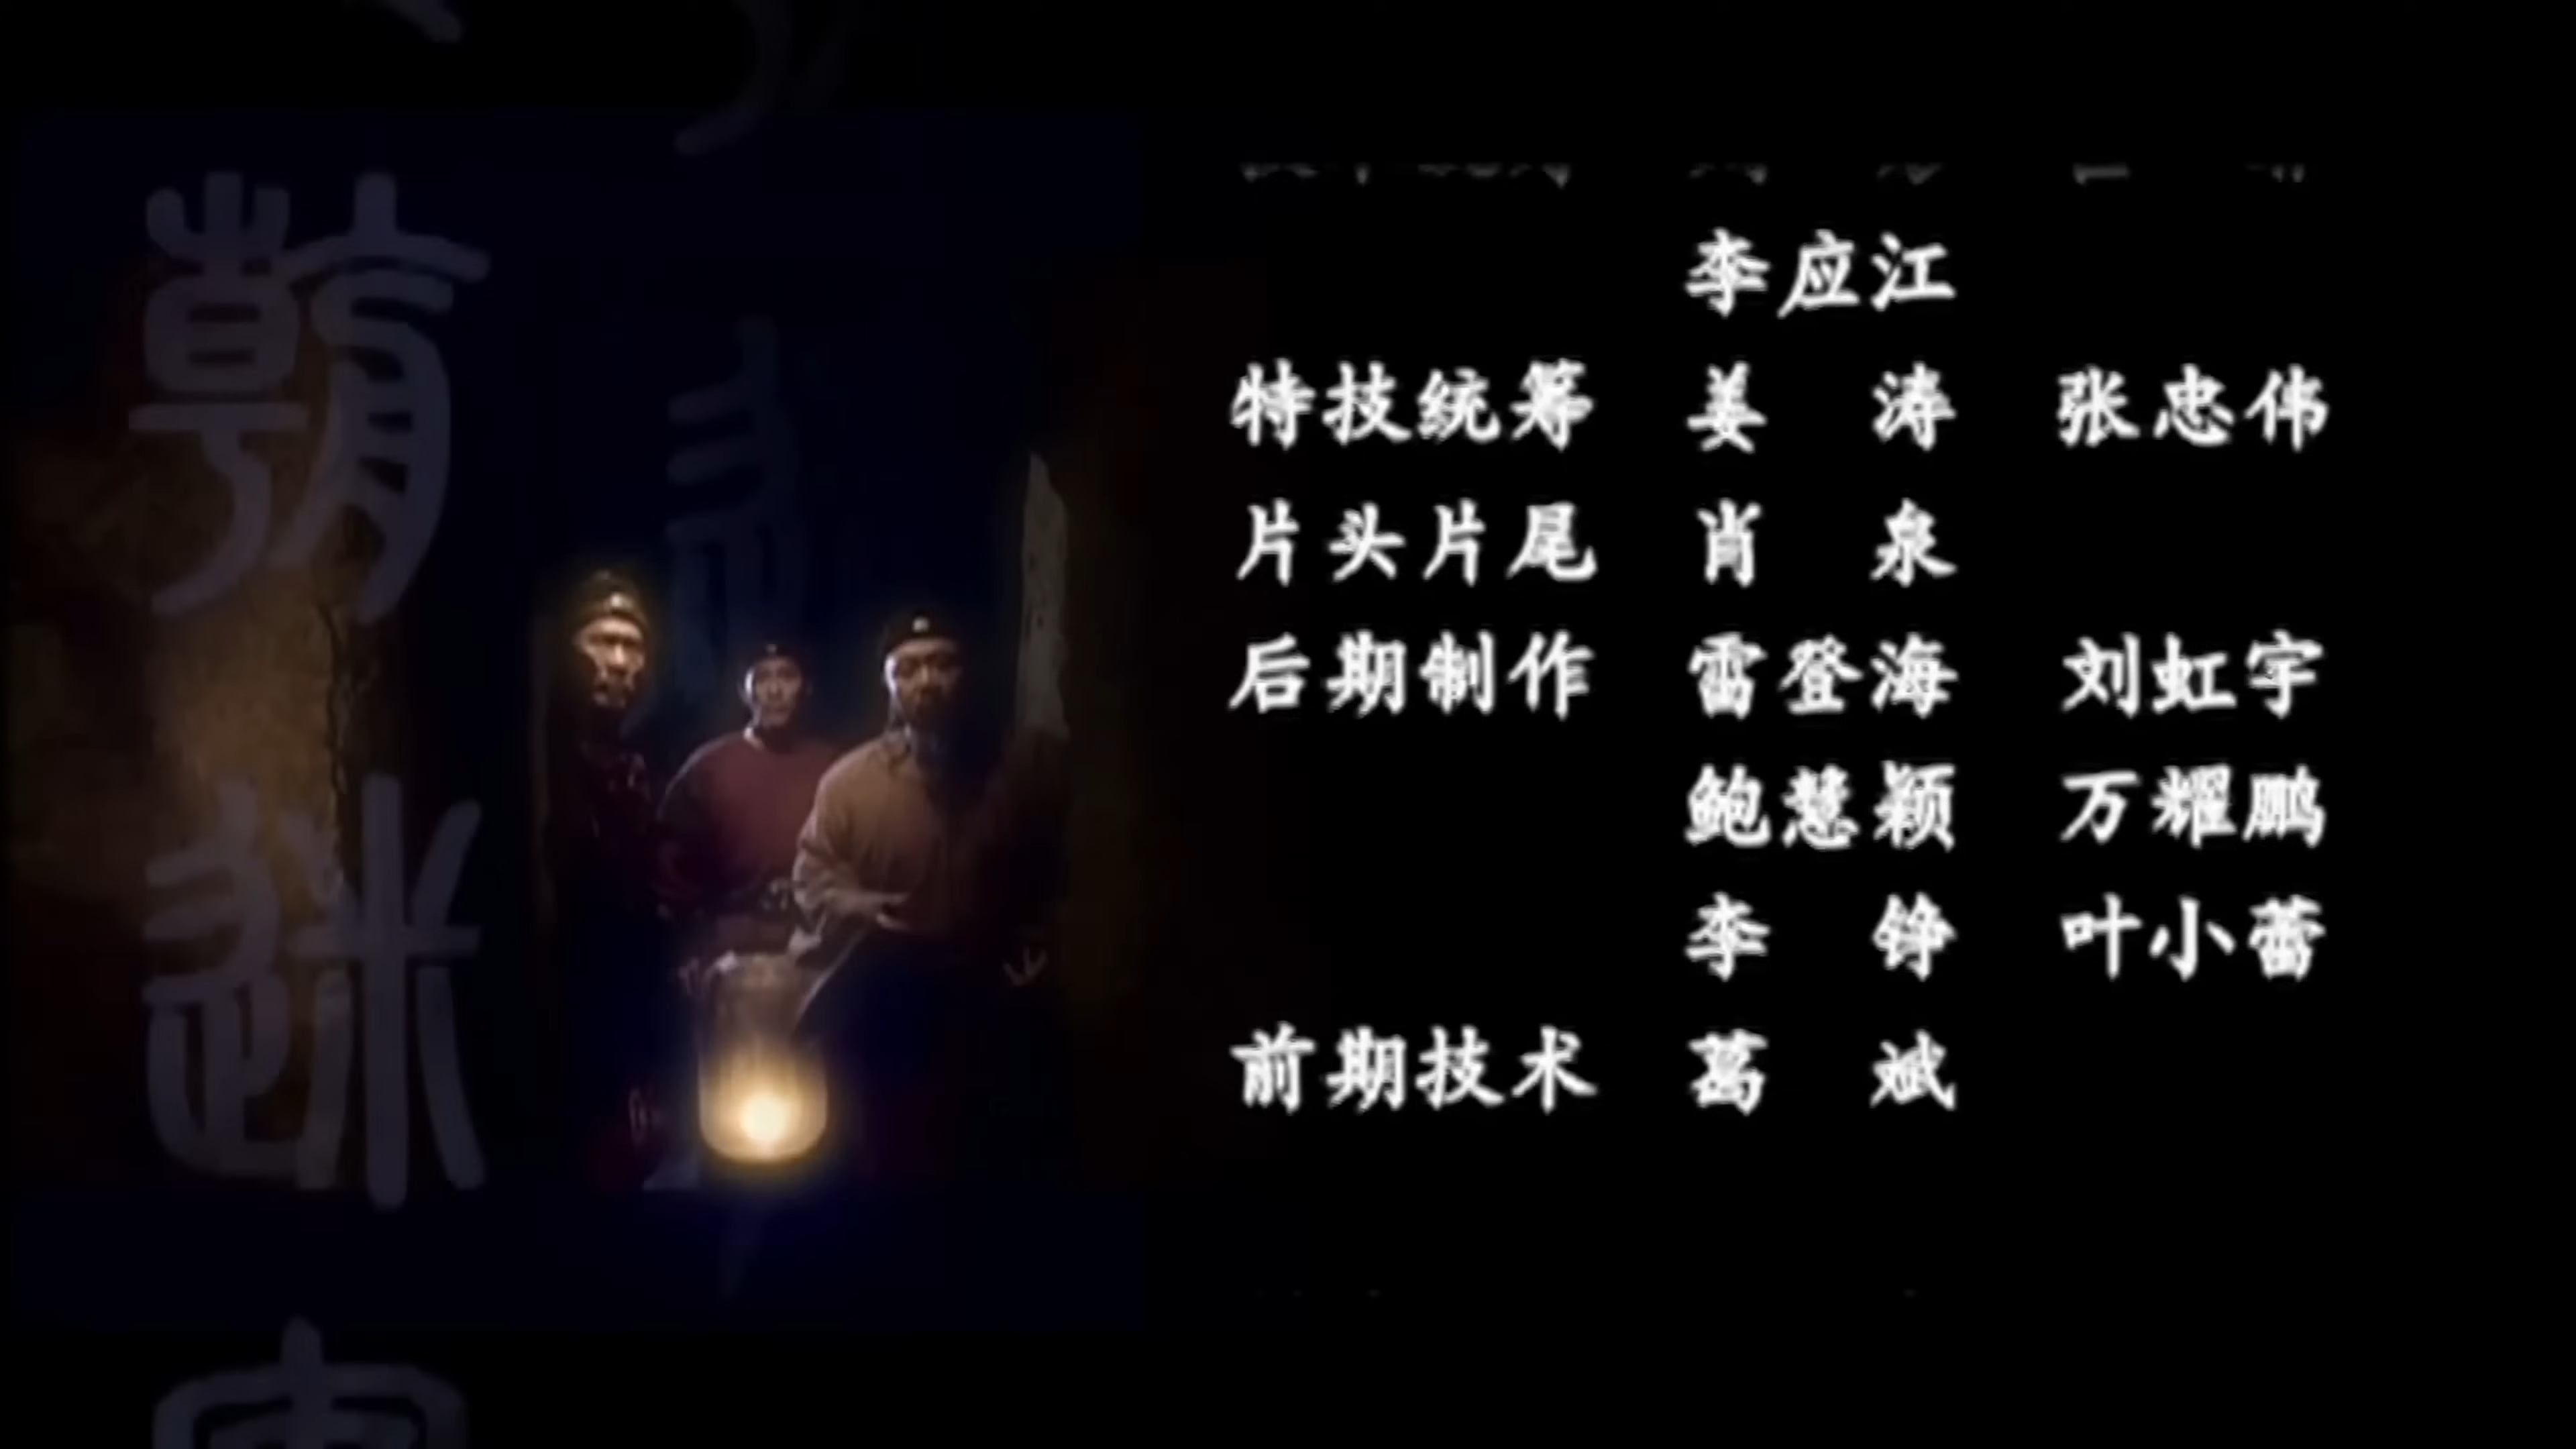 朝
迷
李应江
特技统筹 姜 涛 张忠伟
片头片尾 肖 泉
后期制作 雷登海 刘虹宇
鲍慧颖 万耀鹏
李 铮 叶小蕾
前期技术 葛 斌